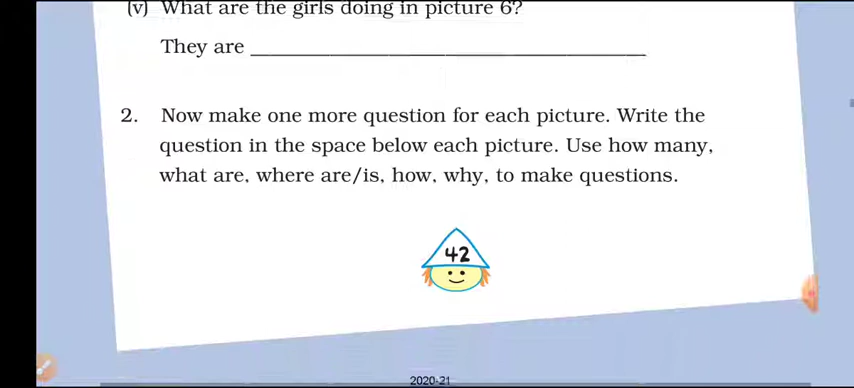 (v) What are the girls doing in picture 6?
They are
2. Now make one more question for each picture. Write the
question in the space below each picture. Use how many,
what are, where are/is, how, why, to make questions.
42
2020-21